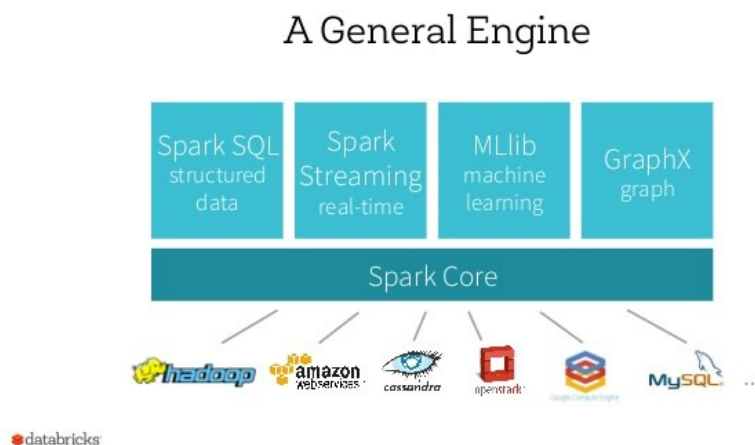 A General Engine
Spark SQL
structured
data
Spark
Streaming
real-time
MLlib
machine
learning
GraphX
graph
Spark Core
hadoop
amazon
webservices
cassandra
openstack
Google Compute Engine
MySQL
...
databricks